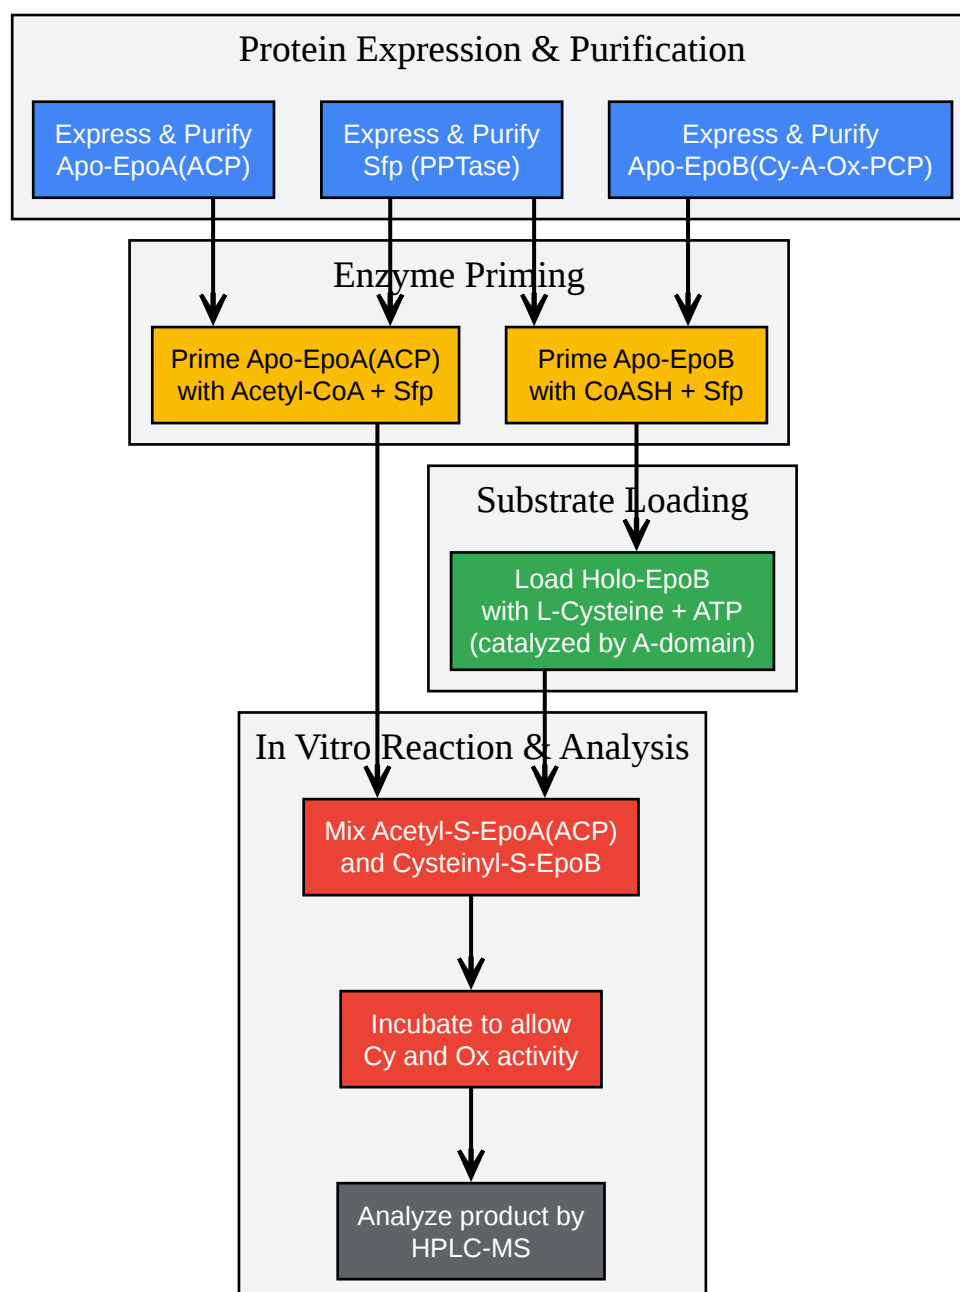 Protein Expression & Purification
Express & Purify
Apo-EpoA(ACP)
Express & Purify
Sfp (PPTase)
Express & Purify
Apo-EpoB(Cy-A-Ox-PCP)
Enzyme Priming
Prime Apo-EpoA(ACP)
with Acetyl-CoA + Sfp
Prime Apo-EpoB
with CoASH + Sfp
Substrate Loading
Load Holo-EpoB
with L-Cysteine + ATP
(catalyzed by A-domain)
In Vitro Reaction & Analysis
Mix Acetyl-S-EpoA(ACP)
and Cysteinyl-S-EpoB
Incubate to allow
Cy and Ox activity
Analyze product by
HPLC-MS